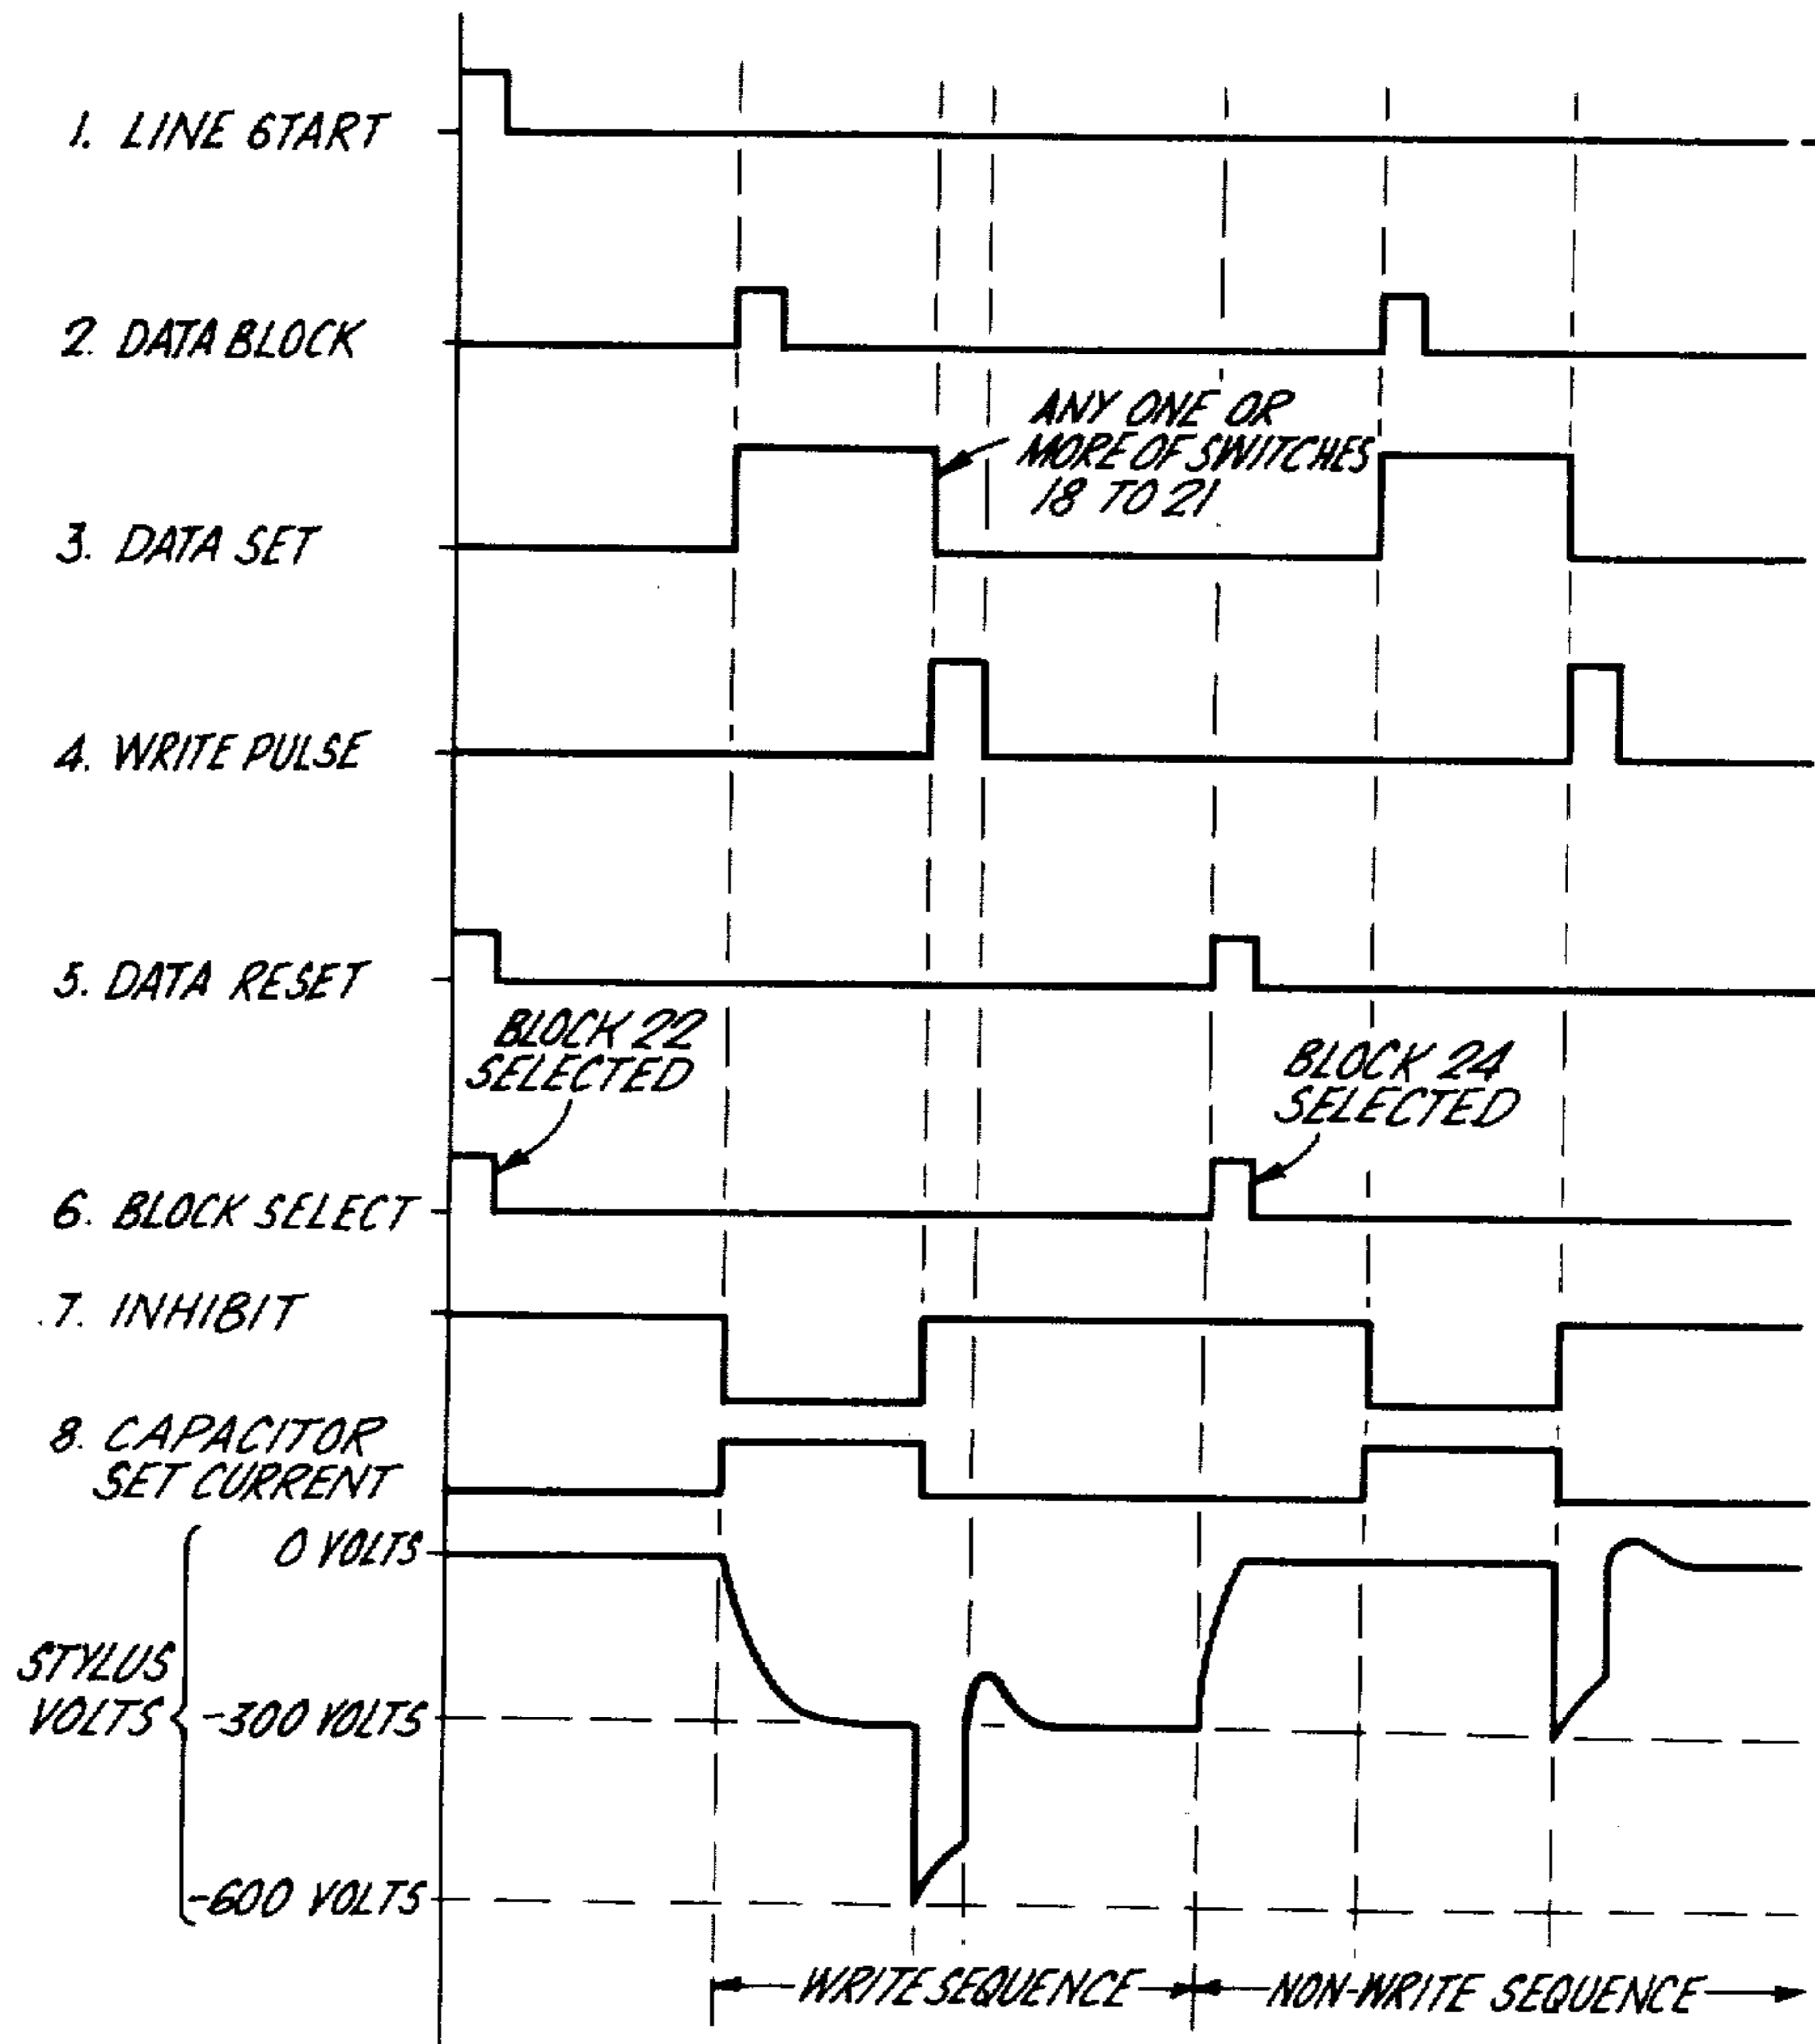 1. LINE 6TART
2. DATA BLOCK
ANY ONE OR
MORE OF SWITCHES
18 TO 21
3. DATA SET
4. WRITE PULSE
5. DATA RESET
BLOCK 22
SELECTED
BLOCK 24
SELECTED
6. BLOCK SELECT
7. INHIBIT
8. CAPACITOR
SET CURRENT
0 VOLTS
STYLUS
VOLTS
-300 VOLTS
-600 VOLTS
WRITE SEQUENCE
NON-WRITE SEQUENCE